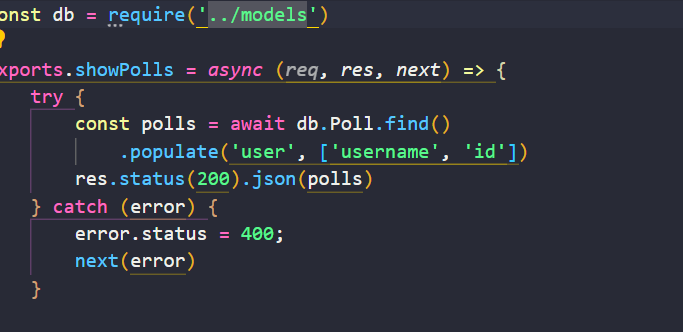 onst db = require('../models')
xports.showPolls = async (req, res, next) => {
try {
const polls = await db.Poll.find()
.populate('user', ['username', 'id'])
res.status(200).json(polls)
} catch (error) {
error.status = 400;
next(error)
}